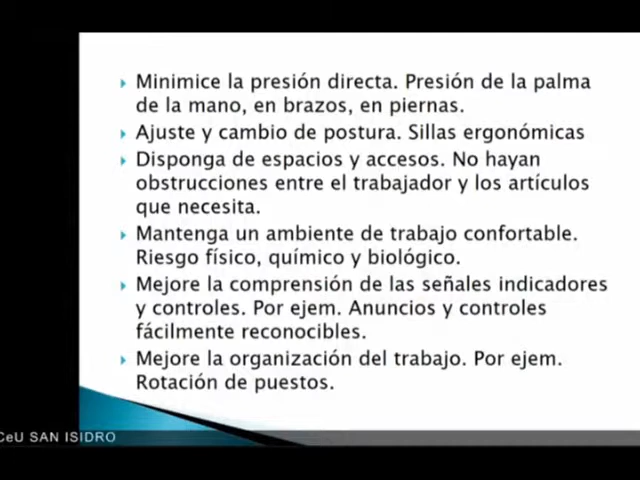 Minimice la presión directa. Presión de la palma
de la mano, en brazos, en piernas.
Ajuste y cambio de postura. Sillas ergonómicas
Disponga de espacios y accesos. No hayan
obstrucciones entre el trabajador y los artículos
que necesita.
Mantenga un ambiente de trabajo confortable.
Riesgo físico, químico y biológico.
Mejore la comprensión de las señales indicadores
y controles. Por ejem. Anuncios y controles
fácilmente reconocibles.
Mejore la organización del trabajo. Por ejem.
Rotación de puestos.
CeU SAN ISIDRO